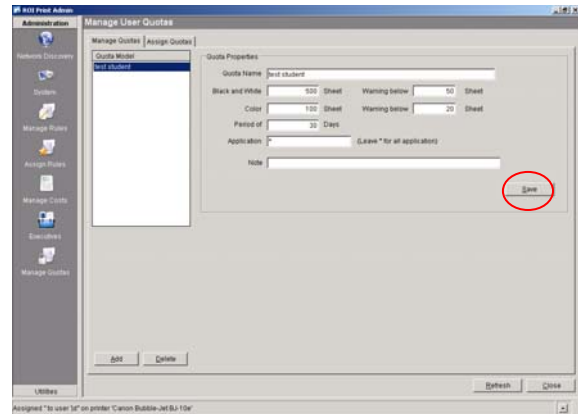 ROI Print Admin
Administration
Manage User Quotas
Network Discovery
System
Manage Rules
Assign Rules
Manage Costs
Executives
Manage Quotas
Utilities
Manage Quotas Assign Quotas
Quota Model
test student
Quota Properties
Quota Name test student
Black and White 500 Sheet Warning below 50 Sheet
Color 100 Sheet Warning below 20 Sheet
Period of 30 Days
Application * (Leave * for all application)
Note
Save
Add Delete
Refresh Close
Assigned '' to user 'jd' on printer 'Canon Bubble-Jet BJ-10e'